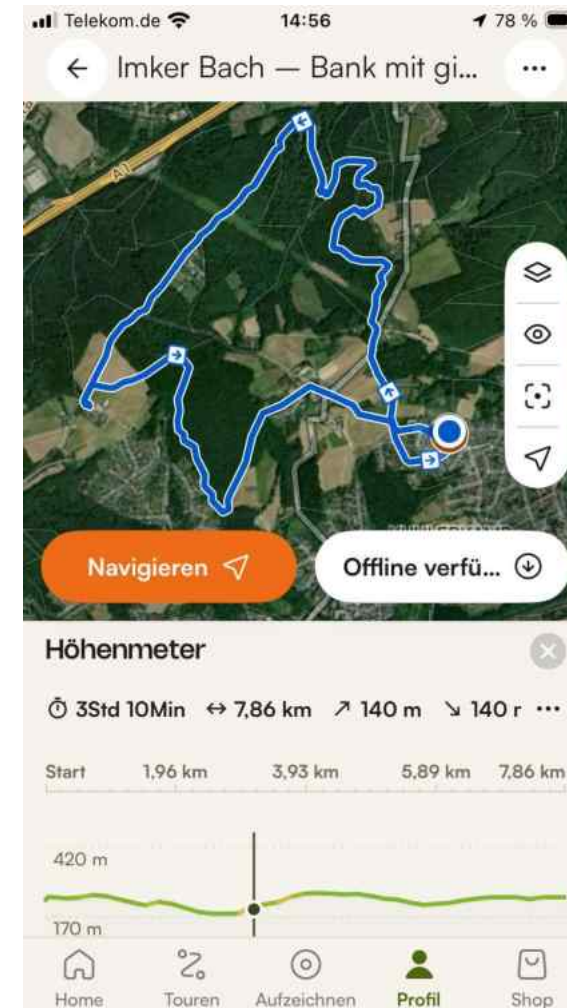 Telekom.de 14:56 78 %
Imker Bach — Bank mit gi... ...
A1
Navigieren
Offline verfü...
Höhenmeter
3Std 10Min 7,86 km 140 m 140 r ...
Start 1,96 km 3,93 km 5,89 km 7,86 km
420 m
170 m
Home Touren Aufzeichnen Profil Shop